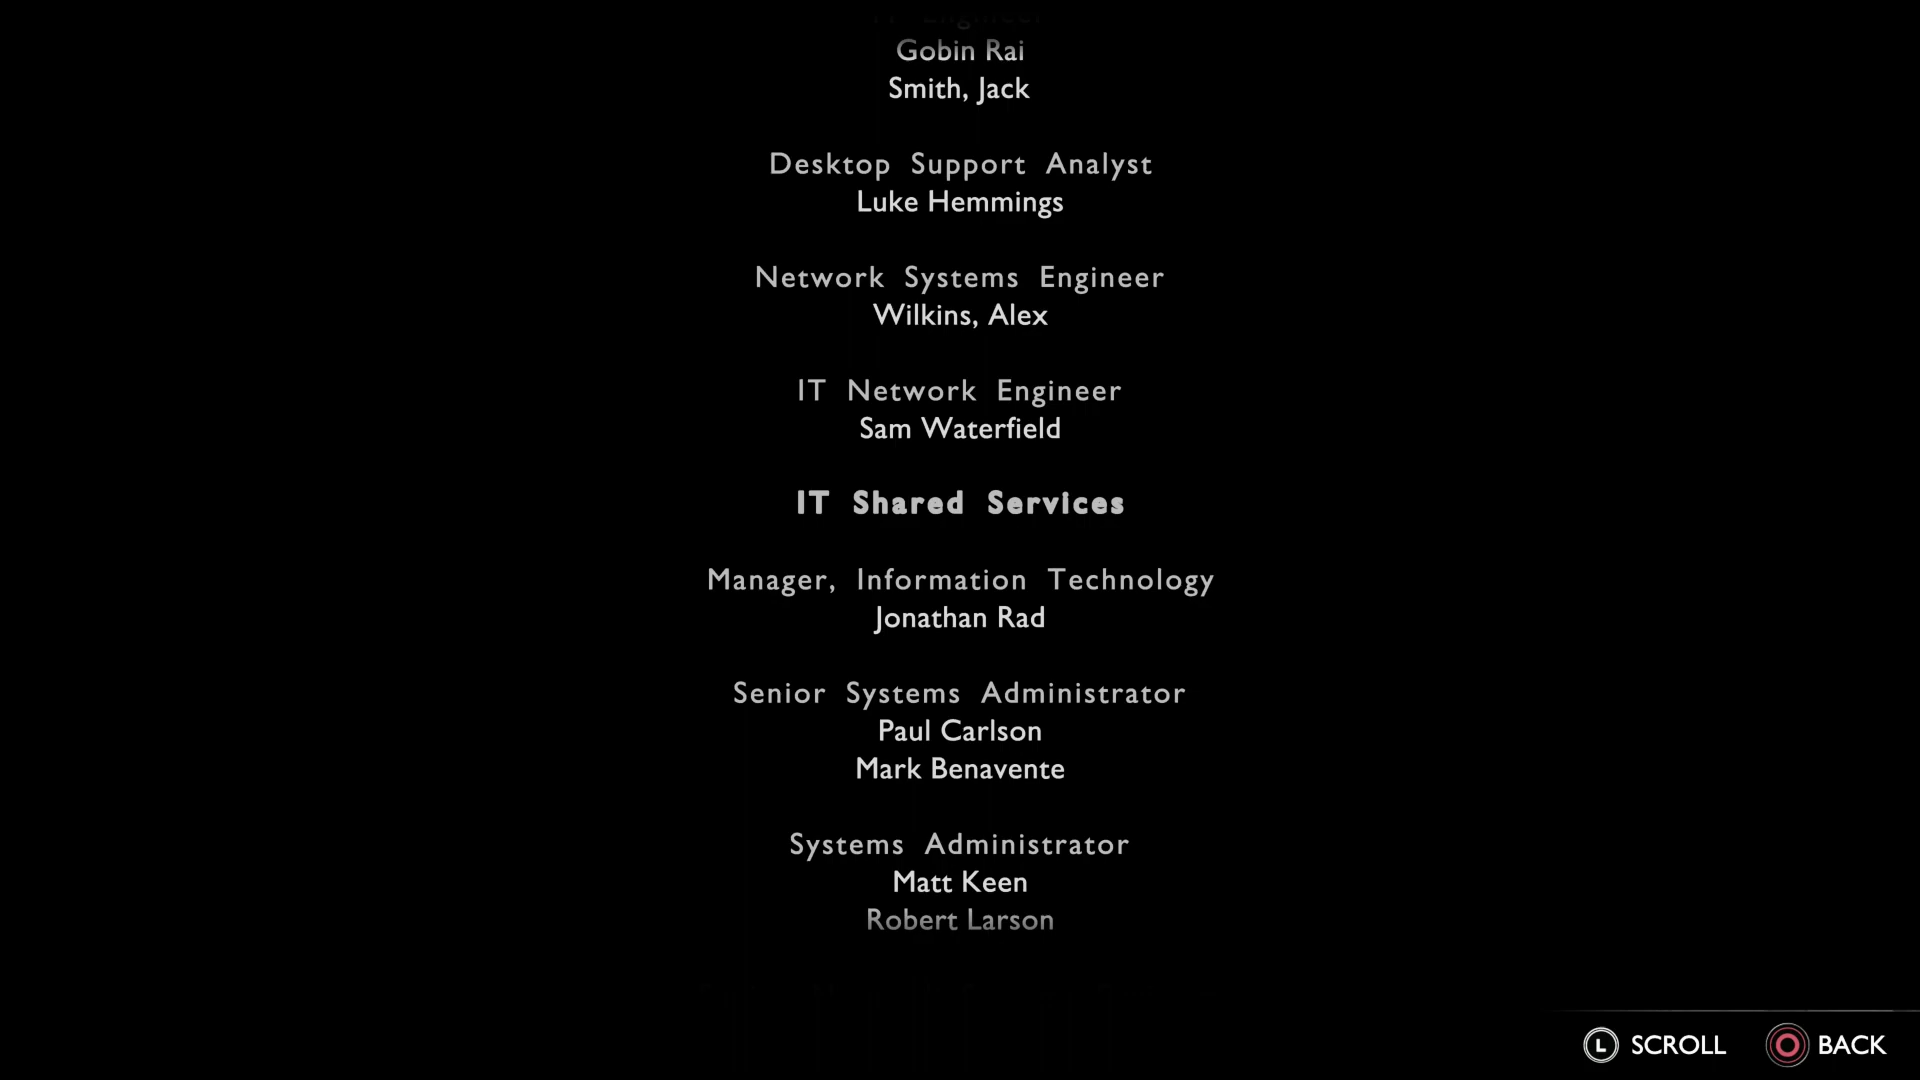 IT Engineer
Gobin Rai
Smith, Jack
Desktop Support Analyst
Luke Hemmings
Network Systems Engineer
Wilkins, Alex
IT Network Engineer
Sam Waterfield
IT Shared Services
Manager, Information Technology
Jonathan Rad
Senior Systems Administrator
Paul Carlson
Mark Benavente
Systems Administrator
Matt Keen
Robert Larson
L SCROLL
BACK